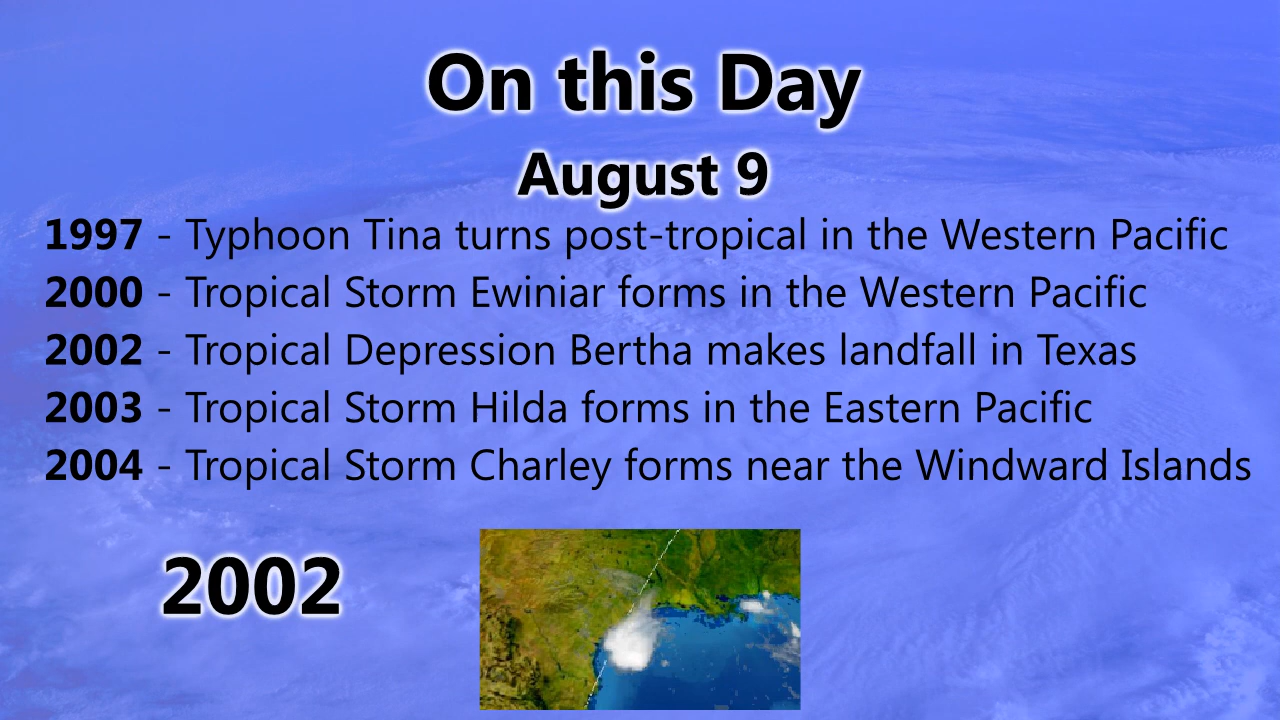 On this Day
August 9
1997 - Typhoon Tina turns post-tropical in the Western Pacific
2000 - Tropical Storm Ewiniar forms in the Western Pacific
2002 - Tropical Depression Bertha makes landfall in Texas
2003 - Tropical Storm Hilda forms in the Eastern Pacific
2004 - Tropical Storm Charley forms near the Windward Islands
2002